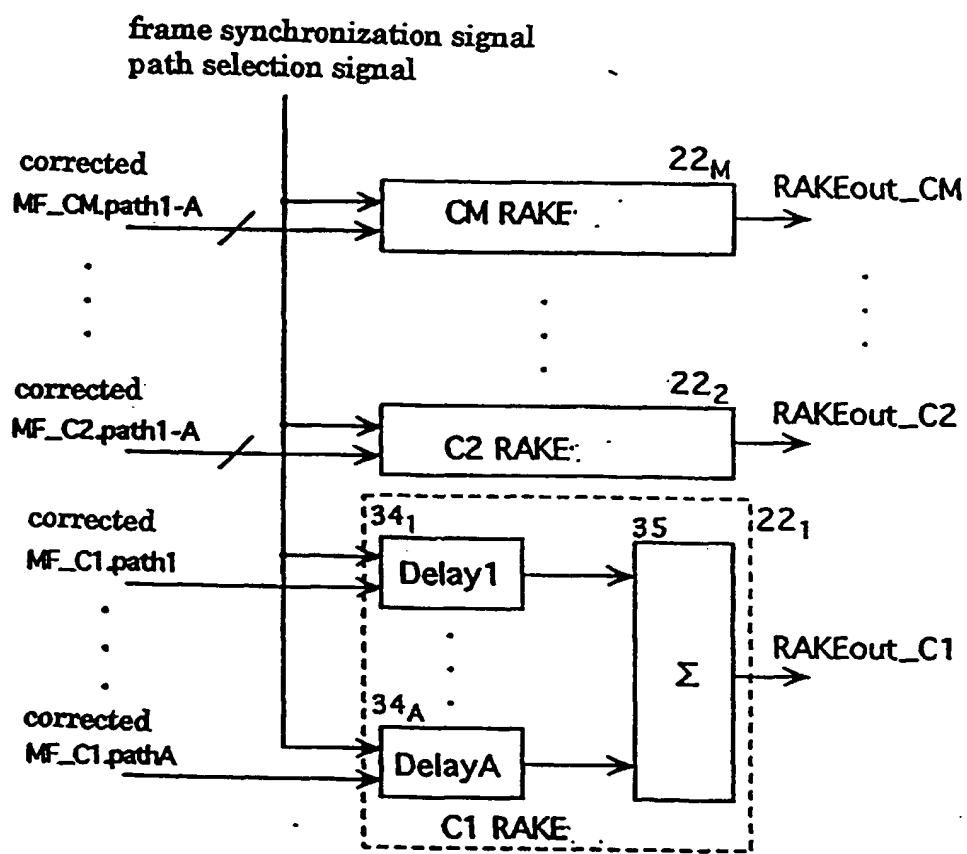 frame synchronization signal
path selection signal
corrected
MF_CM.path1-A
22M
CM RAKE
RAKEout_CM
corrected
MF_C2.path1-A
222
C2 RAKE
RAKEout_C2
corrected
MF_C1.path1
341
Delay1
35
221
Σ
RAKEout_C1
corrected
MF_C1.pathA
34A
DelayA
C1 RAKE